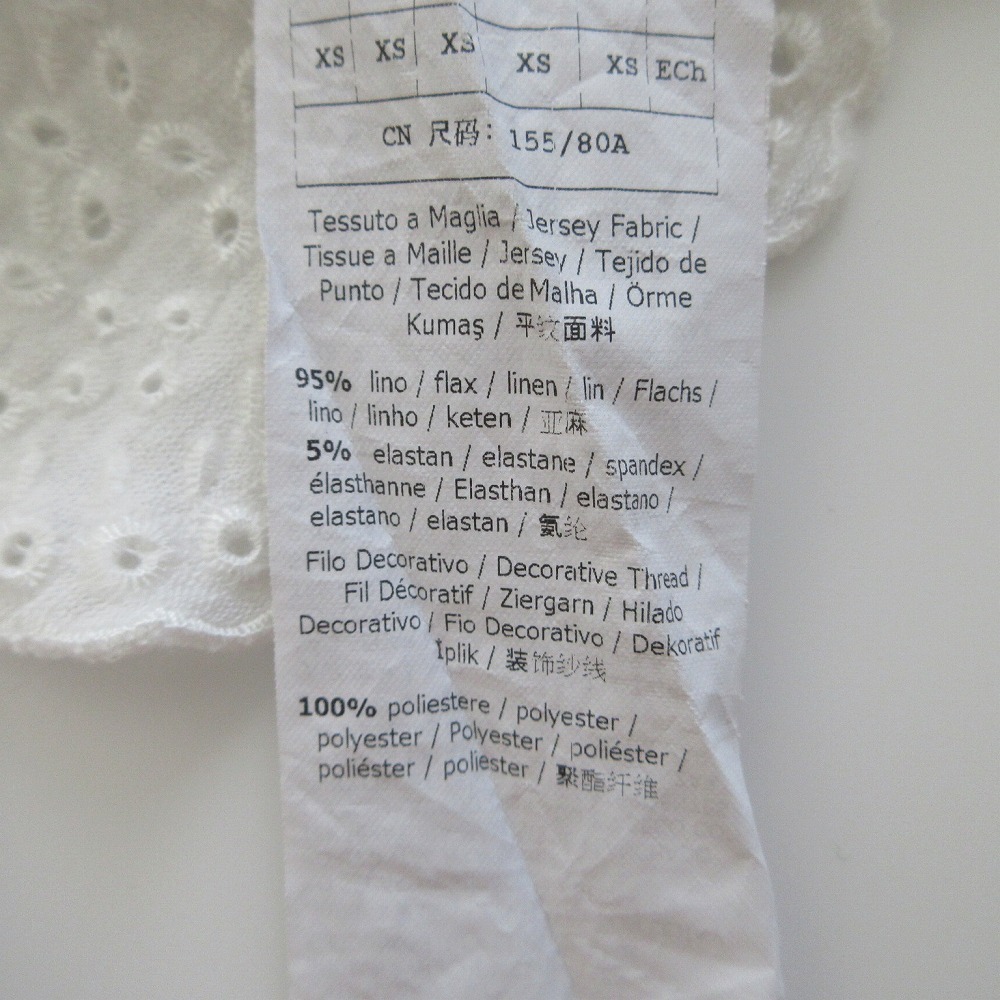 XS XS XS XS XS ECh
CN 尺码: 155/80A
Tessuto a Maglia / Jersey Fabric /
Tissue a Maille / Jersey / Tejido de
Punto / Tecido de Malha / Örme
Kumaş / 平纹面料
95% lino / flax / linen / lin / Flachs /
lino / linho / keten / 亚麻
5% elastan / elastane / spandex /
élasthanne / Elasthan / elastano /
elastano / elastan / 氨纶
Filo Decorativo / Decorative Thread /
Fil Décoratif / Ziergarn / Hilado
Decorativo / Fio Decorativo / Dekoratif
İplik / 装饰纱线
100% poliestere / polyester /
polyester / Polyester / poliéster /
poliéster / poliester / 聚酯纤维